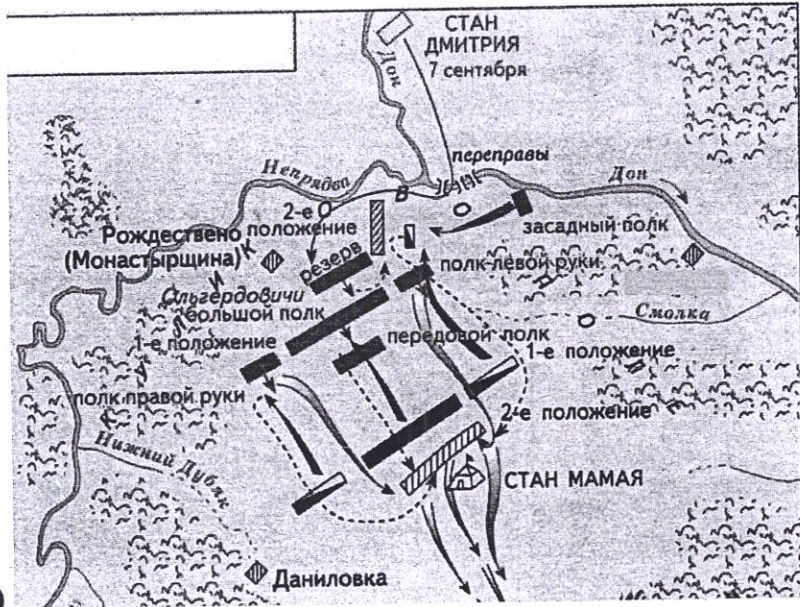 СТАН
ДМИТРИЯ
7 сентября
Дон
переправы
Непрядва
Дон
В
О
2-е
положение
засадный полк
Рождествено
(Монастырщина)
резерв
полк левой руки
Ольгердовичи
большой полк
Смолка
1-е положение
передовой полк
1-е положение
полк правой руки
2-е положение
Нижний Дубяк
СТАН МАМАЯ
Даниловка